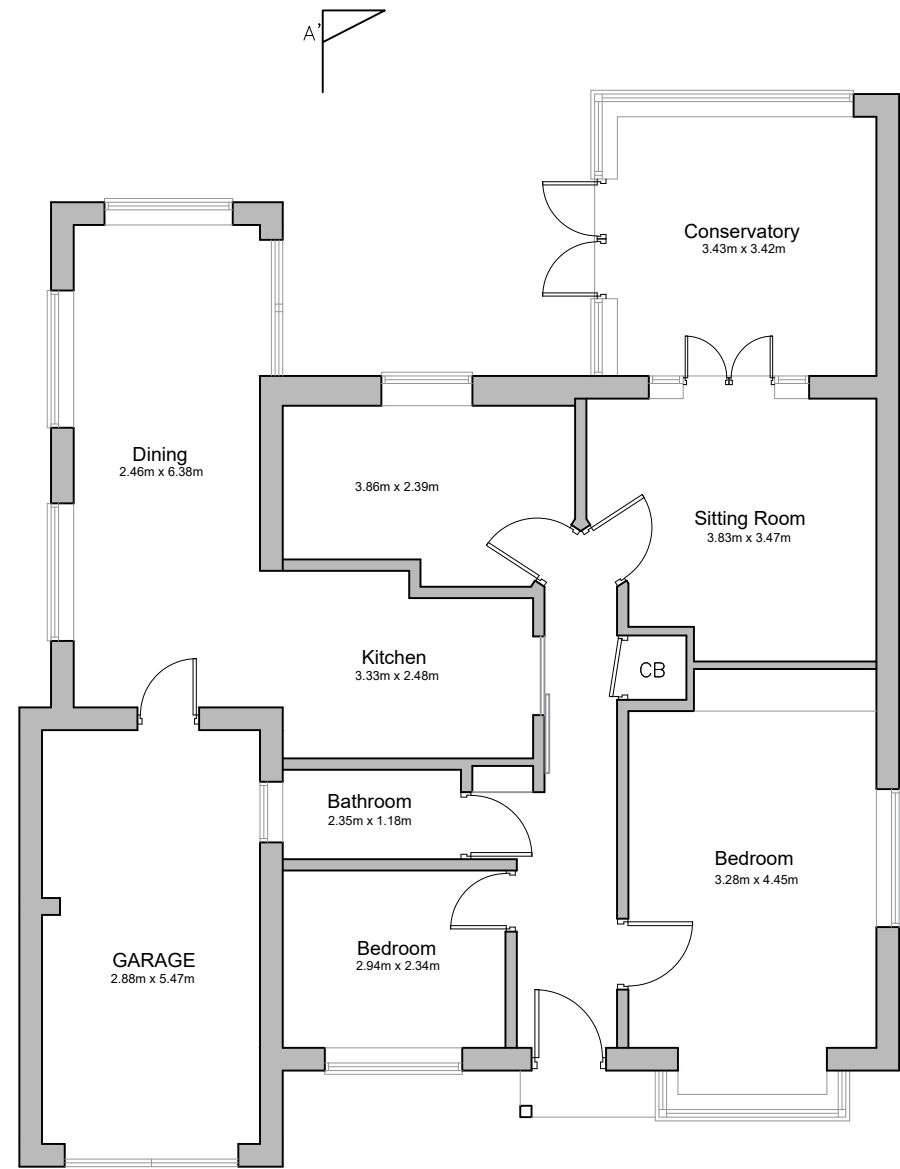 A'
Conservatory
3.43m x 3.42m
Dining
2.46m x 6.38m
3.86m x 2.39m
Sitting Room
3.83m x 3.47m
Kitchen
3.33m x 2.48m
CB
Bathroom
2.35m x 1.18m
Bedroom
3.28m x 4.45m
Bedroom
2.94m x 2.34m
GARAGE
2.88m x 5.47m